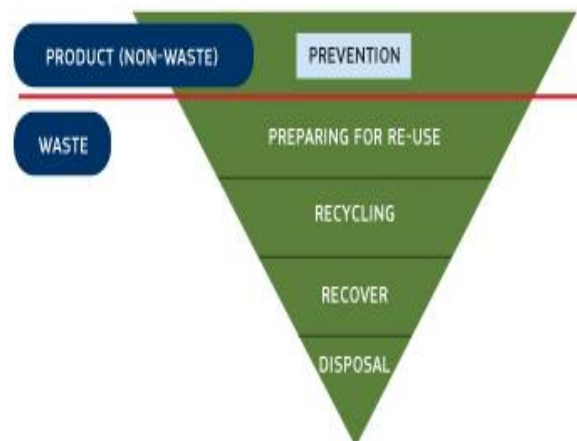 PRODUCT (NON-WASTE)
PREVENTION
WASTE
PREPARING FOR RE-USE
RECYCLING
RECOVER
DISPOSAL